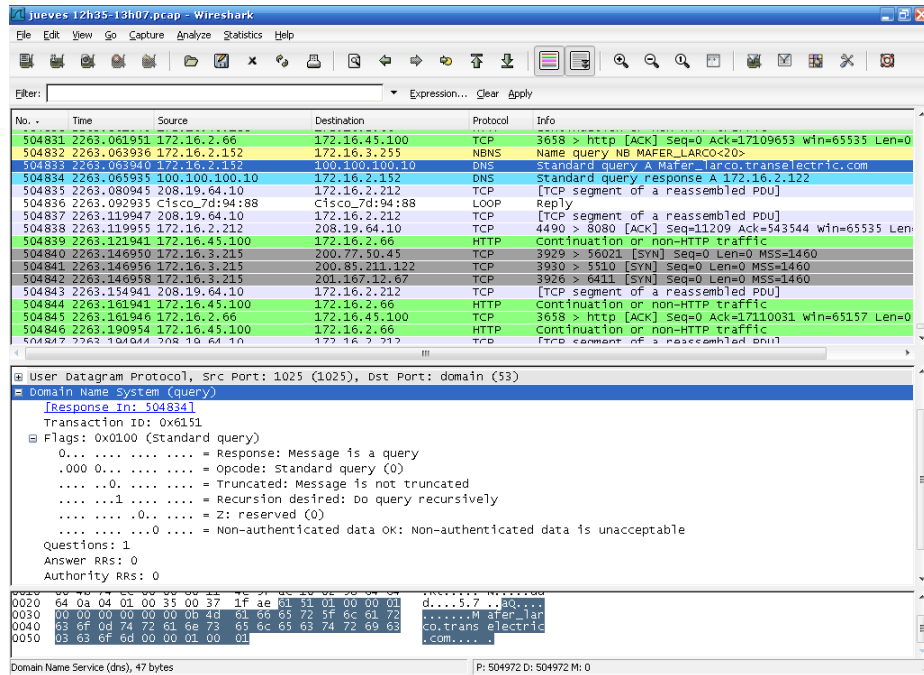 jueves 12h35-13h07.pcap - Wireshark
File Edit View Go Capture Analyze Statistics Help
Filter: Expression... Clear Apply
No. - Time Source Destination Protocol Info
504831 2263.061951 172.16.2.66 172.16.45.100 TCP 3658 > http [ACK] Seq=0 Ack=17109653 Win=65535 Len=0
504832 2263.063936 172.16.2.152 172.16.3.255 NBNS Name query NB MAFER_LARCO<20>
504833 2263.063940 172.16.2.152 100.100.100.10 DNS Standard query A Mafer_larco.transelectric.com
504834 2263.065935 100.100.100.10 172.16.2.152 DNS Standard query response A 172.16.2.122
504835 2263.080945 208.19.64.10 172.16.2.212 TCP [TCP segment of a reassembled PDU]
504836 2263.092935 Cisco_7d:94:88 Cisco_7d:94:88 LOOP Reply
504837 2263.119947 208.19.64.10 172.16.2.212 TCP [TCP segment of a reassembled PDU]
504838 2263.119955 172.16.2.212 208.19.64.10 TCP 4490 > 8080 [ACK] Seq=11209 Ack=543544 Win=65535 Len=
504839 2263.121941 172.16.45.100 172.16.2.66 HTTP Continuation or non-HTTP traffic
504840 2263.146950 172.16.3.215 200.77.50.45 TCP 3929 > 56021 [SYN] Seq=0 Len=0 MSS=1460
504841 2263.146956 172.16.3.215 200.85.211.122 TCP 3930 > 5510 [SYN] Seq=0 Len=0 MSS=1460
504842 2263.146958 172.16.3.215 201.167.12.67 TCP 3926 > 6411 [SYN] Seq=0 Len=0 MSS=1460
504843 2263.154941 208.19.64.10 172.16.2.212 TCP [TCP segment of a reassembled PDU]
504844 2263.161941 172.16.45.100 172.16.2.66 HTTP Continuation or non-HTTP traffic
504845 2263.161946 172.16.2.66 172.16.45.100 TCP 3658 > http [ACK] Seq=0 Ack=17110031 Win=65157 Len=0
504846 2263.190954 172.16.45.100 172.16.2.66 HTTP Continuation or non-HTTP traffic
504847 2263.194944 208.19.64.10 172.16.2.212 TCP [TCP segment of a reassembled PDU]
User Datagram Protocol, Src Port: 1025 (1025), Dst Port: domain (53)
Domain Name System (query)
[Response In: 504834]
Transaction ID: 0x6151
Flags: 0x0100 (Standard query)
0... .... .... .... = Response: Message is a query
.000 0... .... .... = Opcode: Standard query (0)
.... ..0. .... .... = Truncated: Message is not truncated
.... ...1 .... .... = Recursion desired: Do query recursively
.... .... .0.. .... = Z: reserved (0)
.... .... ...0 .... = Non-authenticated data OK: Non-authenticated data is unacceptable
Questions: 1
Answer RRs: 0
Authority RRs: 0
0020 64 0a 04 01 00 35 00 37 1f ae 61 51 01 00 00 01 d....5.7 ..aQ....
0030 00 00 00 00 00 00 0b 4d 61 66 65 72 5f 6c 61 72 .......M afer_lar
0040 63 6f 0d 74 72 61 6e 73 65 6c 65 63 74 72 69 63 co.trans electric
0050 03 63 6f 6d 00 00 01 00 01 .com.... .
Domain Name Service (dns), 47 bytes P: 504972 D: 504972 M: 0